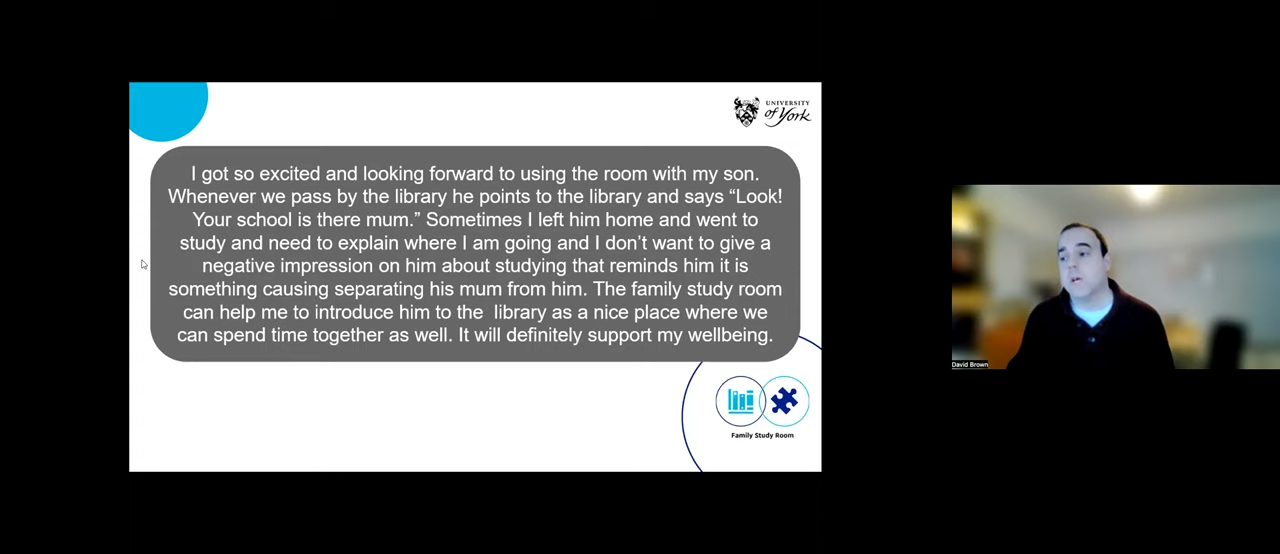 UNIVERSITY
of York
I got so excited and looking forward to using the room with my son.
Whenever we pass by the library he points to the library and says “Look!
Your school is there mum.” Sometimes I left him home and went to
study and need to explain where I am going and I don’t want to give a
negative impression on him about studying that reminds him it is
something causing separating his mum from him. The family study room
can help me to introduce him to the library as a nice place where we
can spend time together as well. It will definitely support my wellbeing.
David Brown
Family Study Room